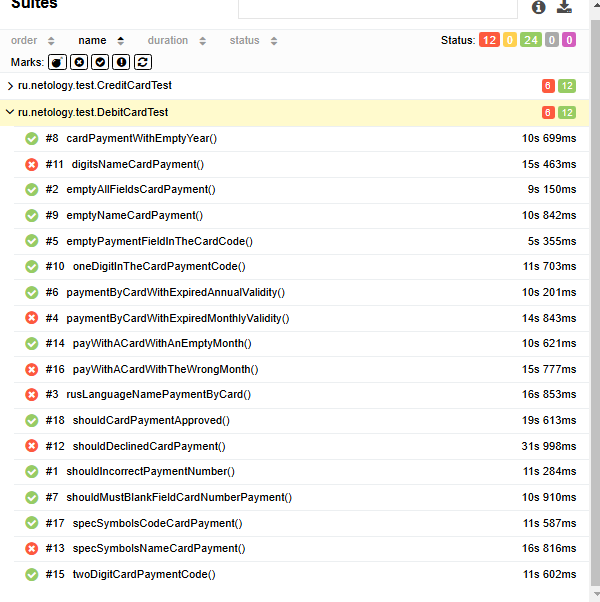 Suites
order name duration status Status: 12 0 24 0 0
Marks:
ru.netology.test.CreditCardTest 6 12
ru.netology.test.DebitCardTest 6 12
#8 cardPaymentWithEmptyYear() 10s 699ms
#11 digitsNameCardPayment() 15s 463ms
#2 emptyAllFieldsCardPayment() 9s 150ms
#9 emptyNameCardPayment() 10s 842ms
#5 emptyPaymentFieldInTheCardCode() 5s 355ms
#10 oneDigitInTheCardPaymentCode() 11s 703ms
#6 paymentByCardWithExpiredAnnualValidity() 10s 201ms
#4 paymentByCardWithExpiredMonthlyValidity() 14s 843ms
#14 payWithACardWithAnEmptyMonth() 10s 621ms
#16 payWithACardWithTheWrongMonth() 15s 777ms
#3 rusLanguageNamePaymentByCard() 16s 853ms
#18 shouldCardPaymentApproved() 19s 613ms
#12 shouldDeclinedCardPayment() 31s 998ms
#1 shouldIncorrectPaymentNumber() 11s 284ms
#7 shouldMustBlankFieldCardNumberPayment() 10s 910ms
#17 specSymbolsCodeCardPayment() 11s 587ms
#13 specSymbolsNameCardPayment() 16s 816ms
#15 twoDigitCardPaymentCode() 11s 602ms